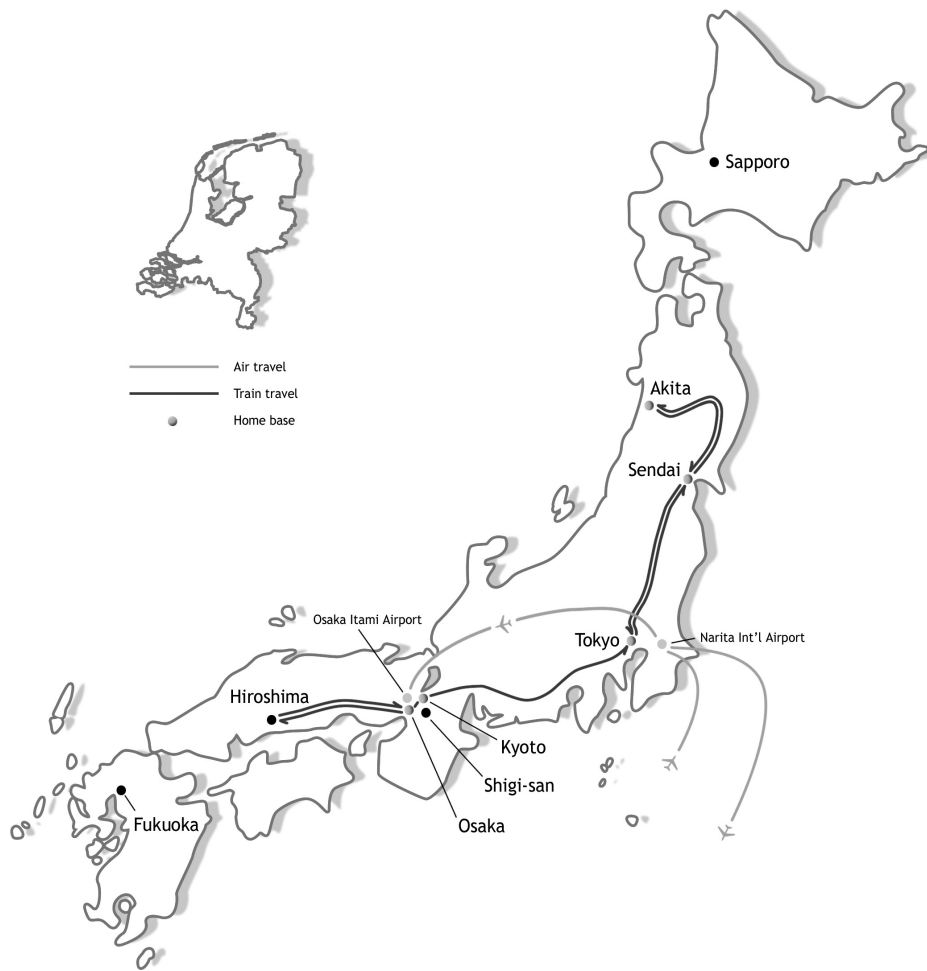 Sapporo
Air travel
Train travel
Home base
Akita
Sendai
Osaka Itami Airport
Tokyo
Narita Int'l Airport
Hiroshima
Kyoto
Shigi-san
Fukuoka
Osaka